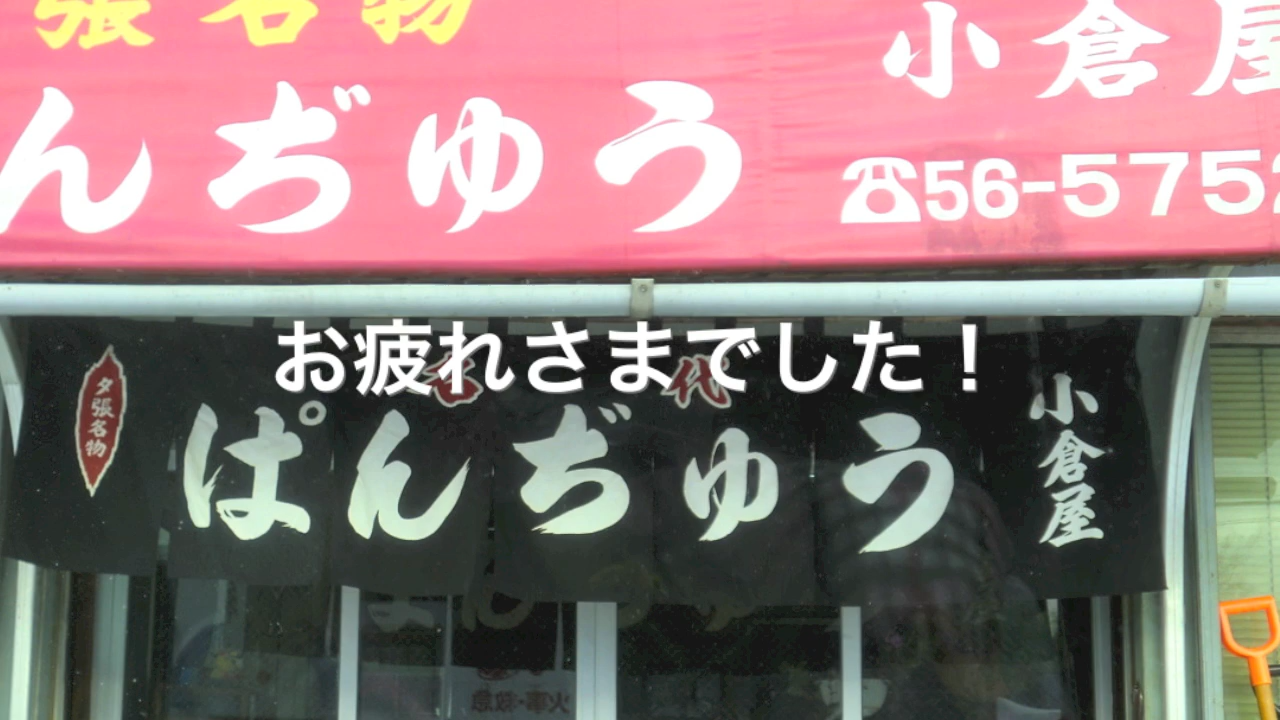 張名物
小倉屋
んぢゅう
☎56-5752
お疲れさまでした！
代
夕張名物
ぱんぢゅう
小倉屋